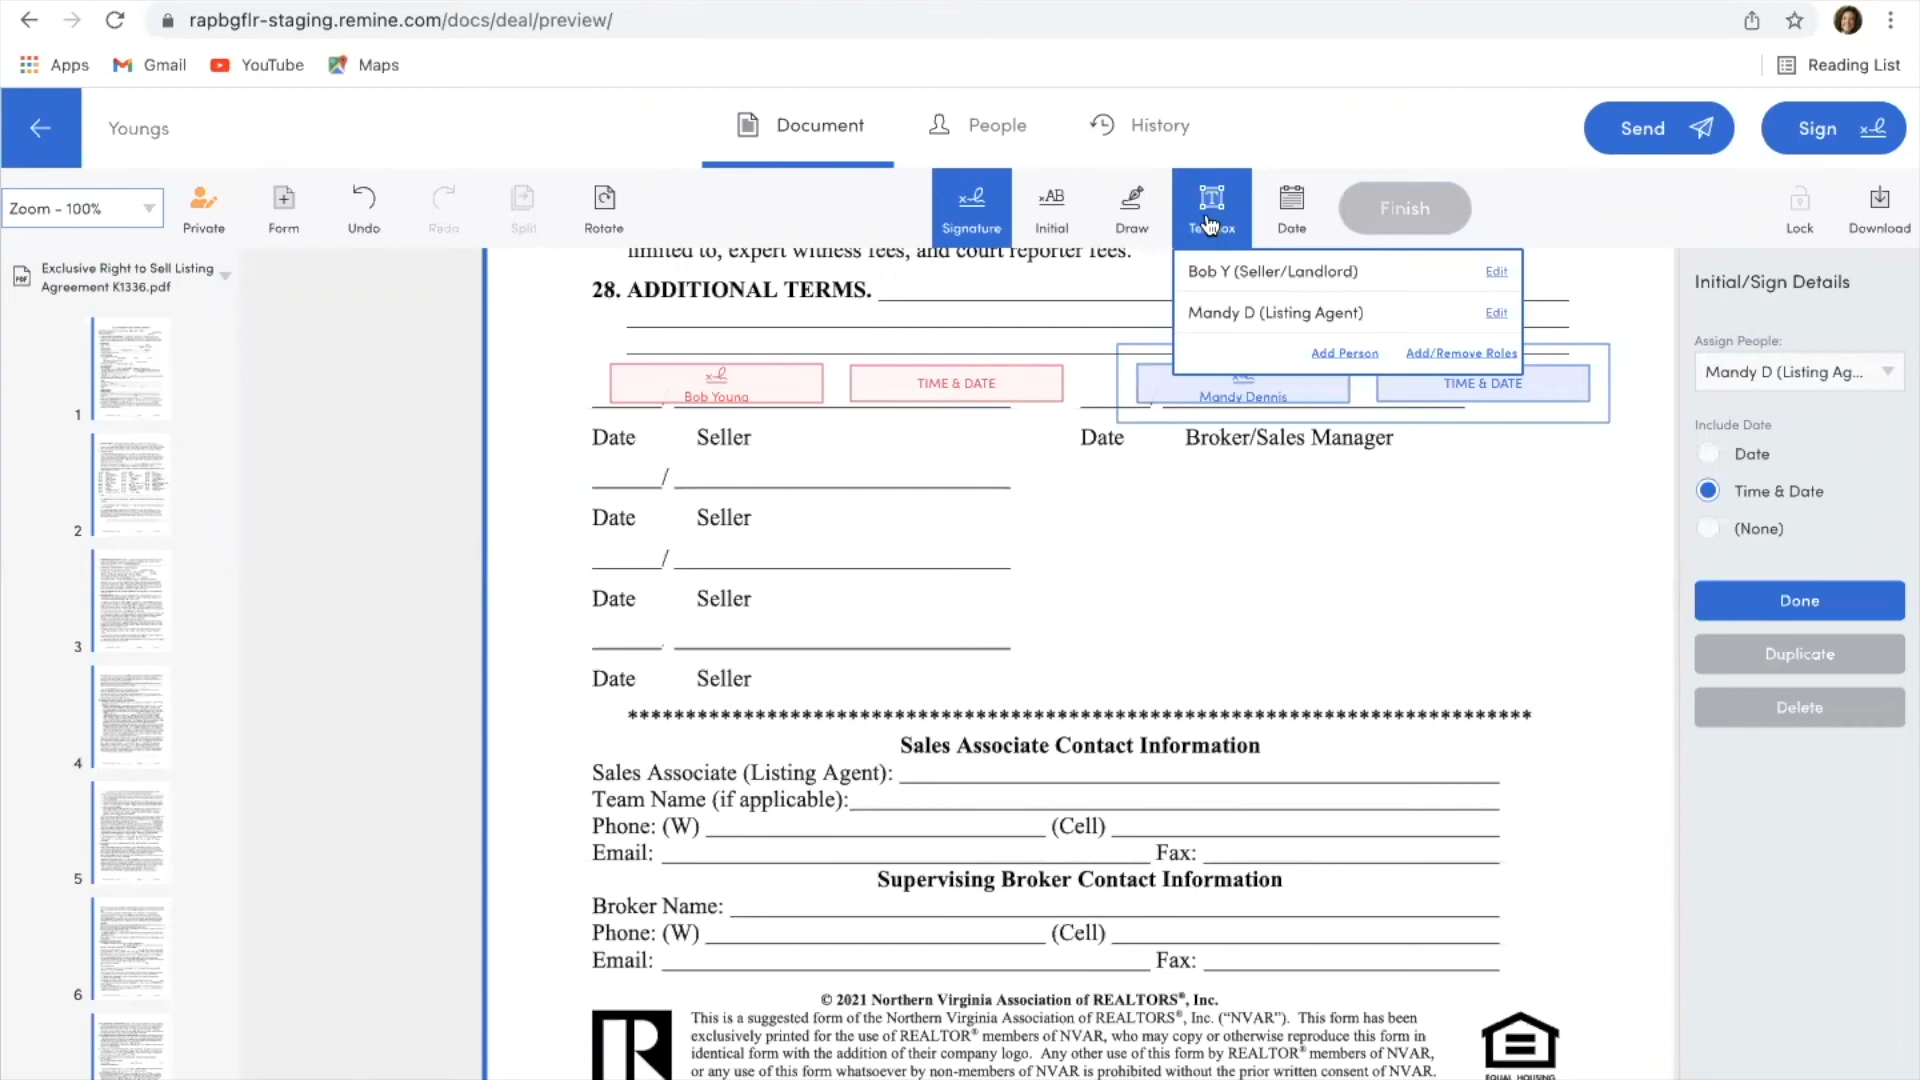 rapbgflr-staging.remine.com/docs/deal/preview/
Apps
Gmail
YouTube
Maps
Reading List
Youngs
Document
People
History
Send
Sign
Zoom - 100%
Private
Form
Undo
Redo
Split
Rotate
Signature
Initial
Draw
Date
Finish
Lock
Download
Exclusive Right to Sell Listing
Agreement K1336.pdf
1
2
3
4
5
6
limited to, expert witness fees, and court reporter fees.
28. ADDITIONAL TERMS.
Bob Y (Seller/Landlord) Edit
Mandy D (Listing Agent) Edit
Add Person Add/Remove Roles
Bob Young
TIME & DATE
Mandy Dennis
TIME & DATE
Date Seller Date Broker/Sales Manager
/
Date Seller
/
Date Seller
Date Seller
******************************************************************************
Sales Associate Contact Information
Sales Associate (Listing Agent):
Team Name (if applicable):
Phone: (W) (Cell)
Email: Fax:
Supervising Broker Contact Information
Broker Name:
Phone: (W) (Cell)
Email: Fax:
© 2021 Northern Virginia Association of REALTORS®, Inc.
This is a suggested form of the Northern Virginia Association of REALTORS®, Inc. (“NVAR”). This form has been
exclusively printed for the use of REALTOR® members of NVAR, who may copy or otherwise reproduce this form in
identical form with the addition of their company logo. Any other use of this form by REALTOR® members of NVAR,
or any use of this form whatsoever by non-members of NVAR is prohibited without the prior written consent of NVAR.
R
EQUAL HOUSING
Initial/Sign Details
Assign People:
Mandy D (Listing Ag...
Include Date
Date
Time & Date
(None)
Done
Duplicate
Delete